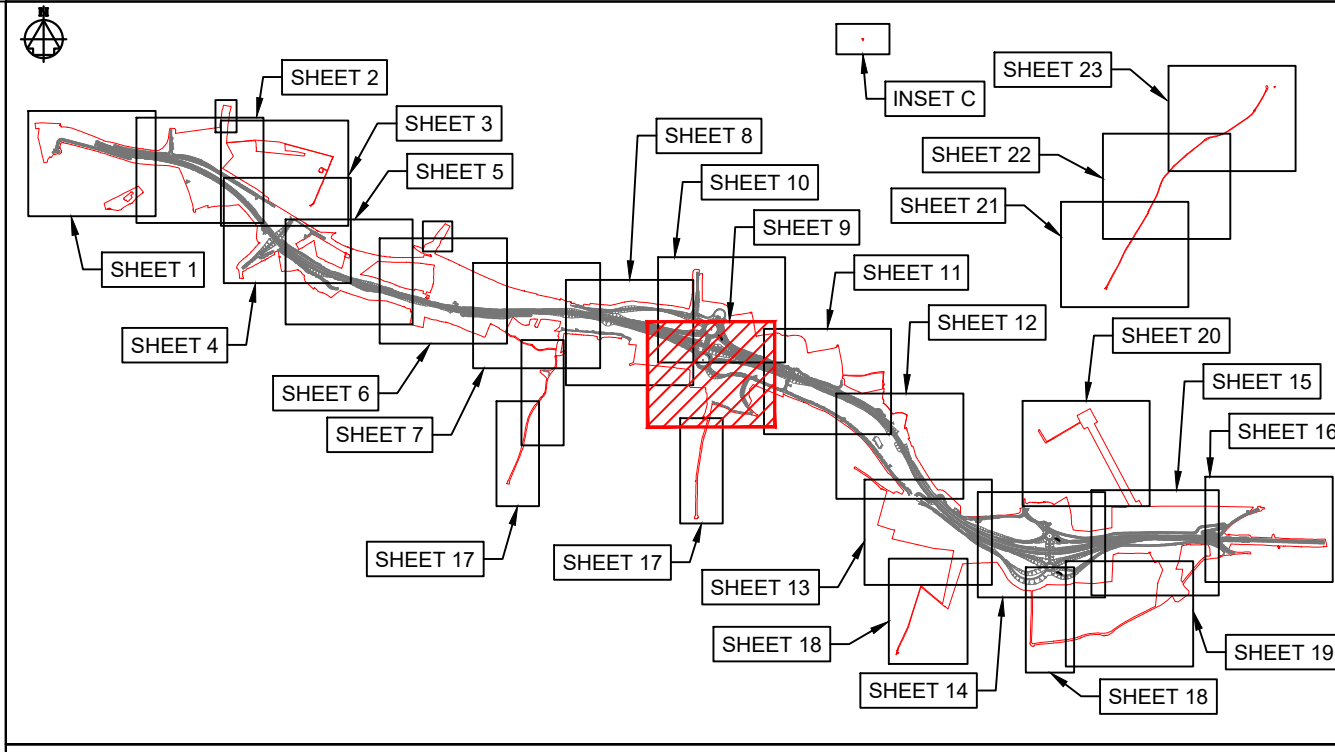 N
SHEET 2
SHEET 23
INSET C
SHEET 3
SHEET 8
SHEET 22
SHEET 5
SHEET 10
SHEET 21
SHEET 9
SHEET 1
SHEET 11
SHEET 12
SHEET 20
SHEET 4
SHEET 15
SHEET 6
SHEET 16
SHEET 7
SHEET 17
SHEET 17
SHEET 13
SHEET 18
SHEET 19
SHEET 14
SHEET 18